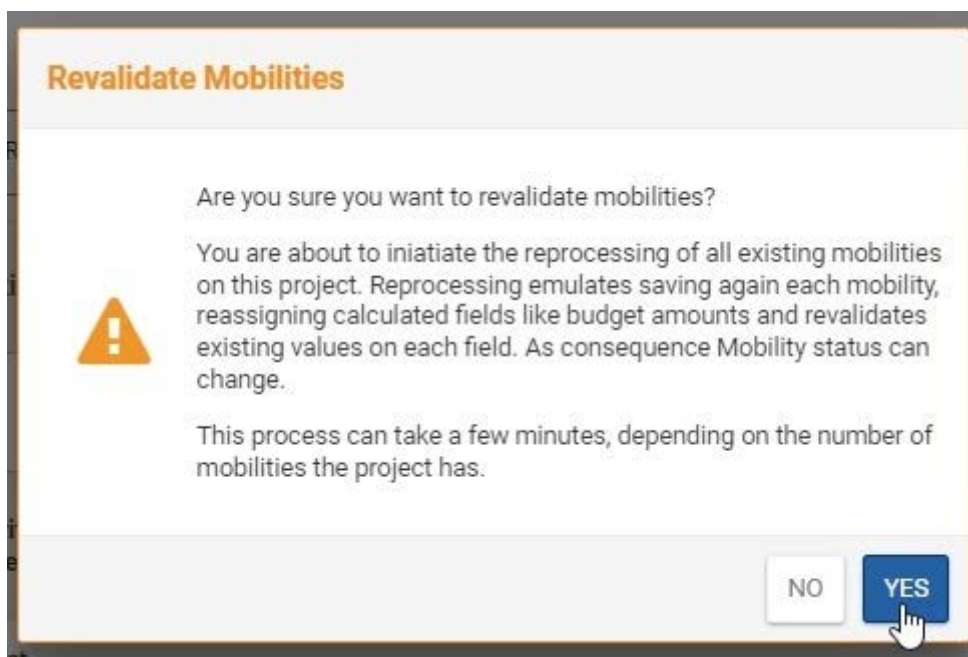 Revalidate Mobilities
Are you sure you want to revalidate mobilities?
You are about to iniatiate the reprocessing of all existing mobilities
on this project. Reprocessing emulates saving again each mobility,
reassigning calculated fields like budget amounts and revalidates
existing values on each field. As consequence Mobility status can
change.
This process can take a few minutes, depending on the number of
mobilities the project has.
NO
YES